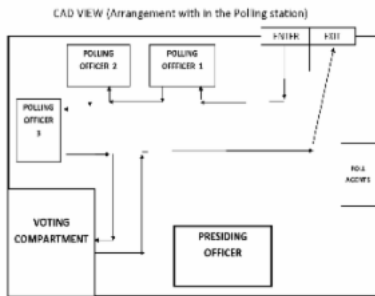 CAD VIEW (Arrangement with in the Polling station)
ENTER EXIT
POLLING
OFFICER 2
POLLING
OFFFICER 1
POLLING
OFFICER
3
POLL
AGENTS
VOTING
COMPARTMENT
PRESIDING
OFFICER